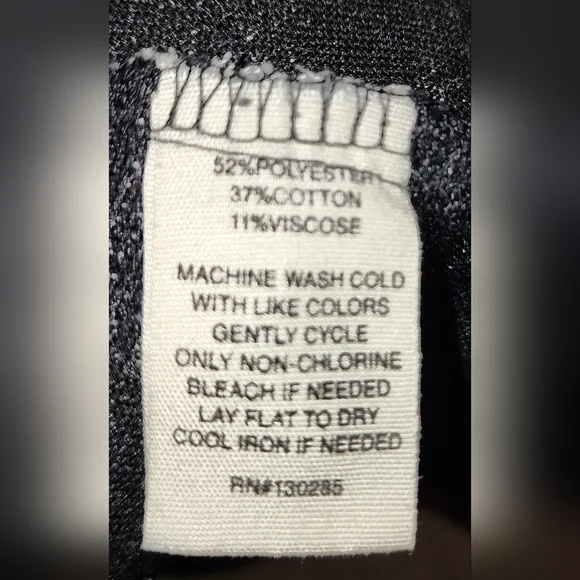 52%POLYESTER
37%COTTON
11%VISCOSE
MACHINE WASH COLD
WITH LIKE COLORS
GENTLY CYCLE
ONLY NON-CHLORINE
BLEACH IF NEEDED
LAY FLAT TO DRY
COOL IRON IF NEEDED
RN#130285